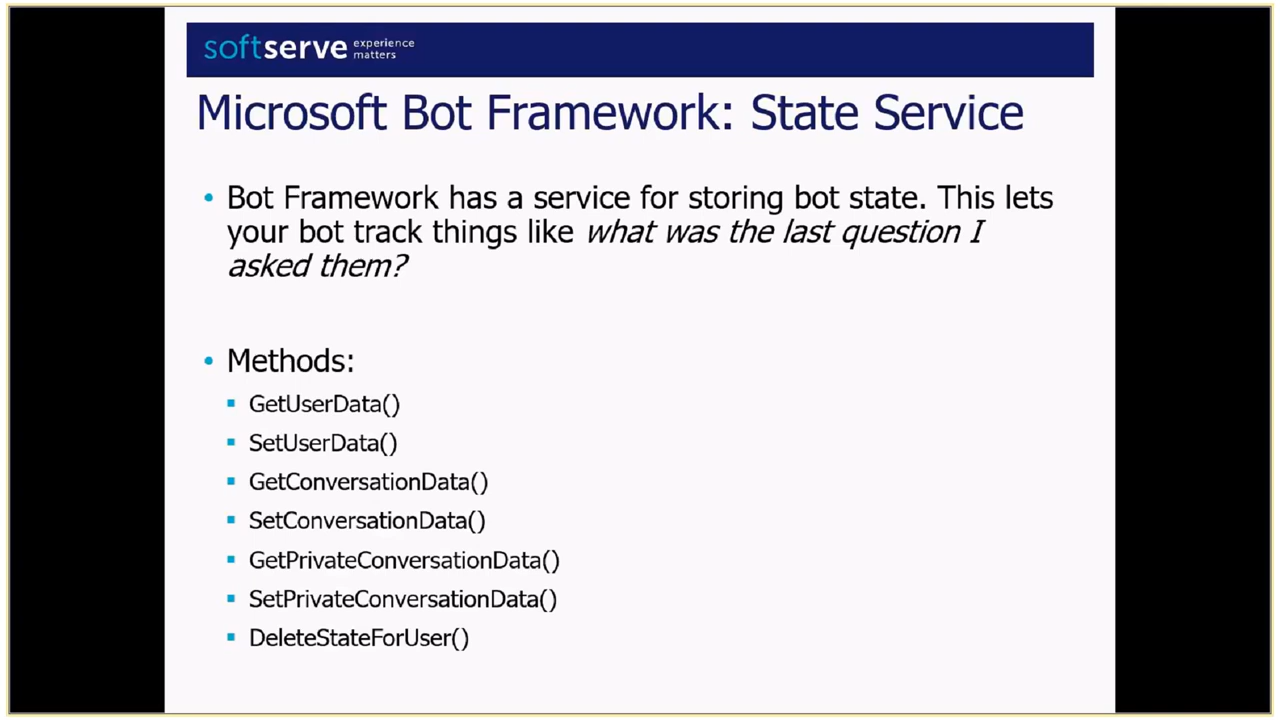 softserve experience matters
Microsoft Bot Framework: State Service
• Bot Framework has a service for storing bot state. This lets
your bot track things like what was the last question I
asked them?
• Methods:
▪ GetUserData()
▪ SetUserData()
▪ GetConversationData()
▪ SetConversationData()
▪ GetPrivateConversationData()
▪ SetPrivateConversationData()
▪ DeleteStateForUser()